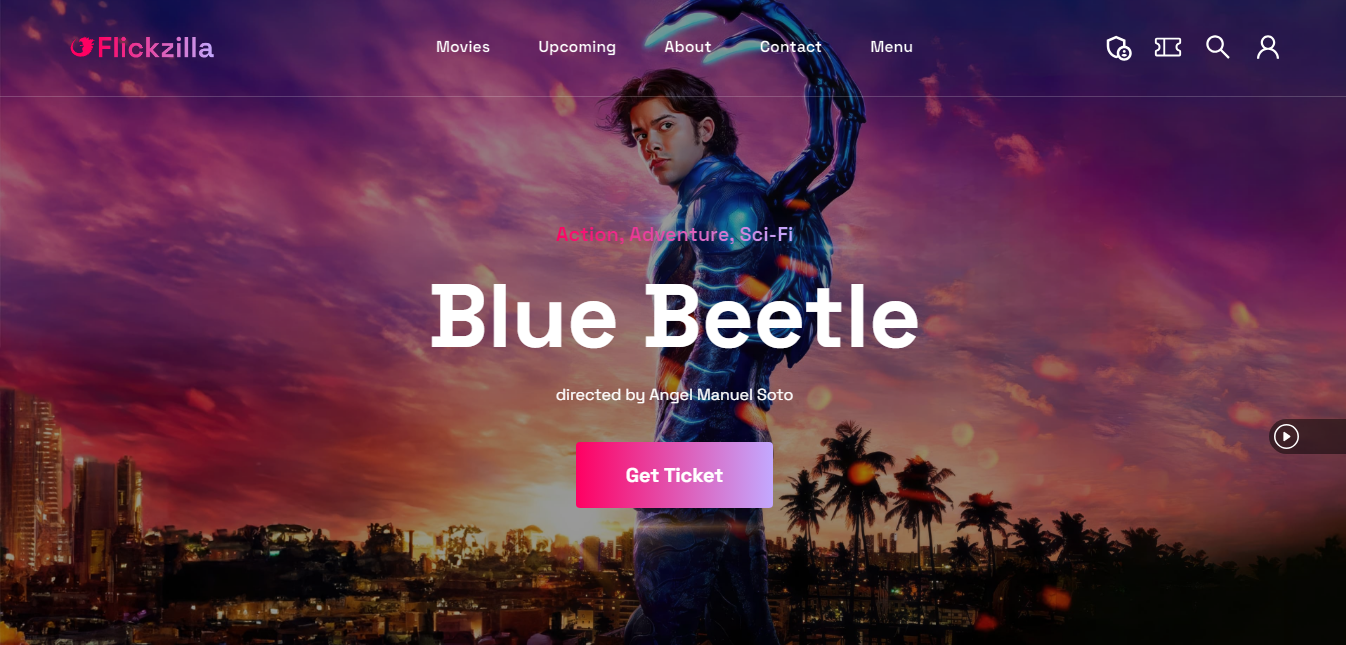 Flickzilla
Movies Upcoming About Contact Menu
Action, Adventure, Sci-Fi
Blue Beetle
directed by Angel Manuel Soto
Get Ticket